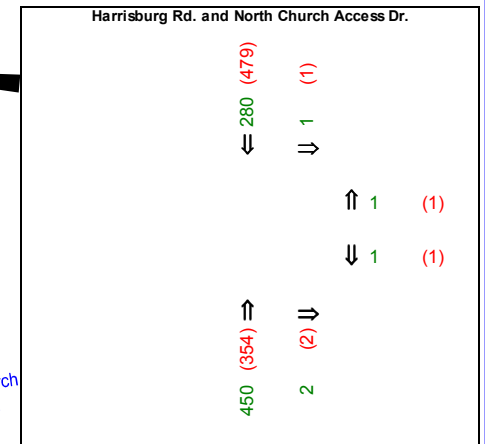 Harrisburg Rd. and North Church Access Dr.
280 (479)
1 (1)
⇓ ⇒
⇑ 1 (1)
⇓ 1 (1)
⇑ ⇒
450 (354)
2 (2)